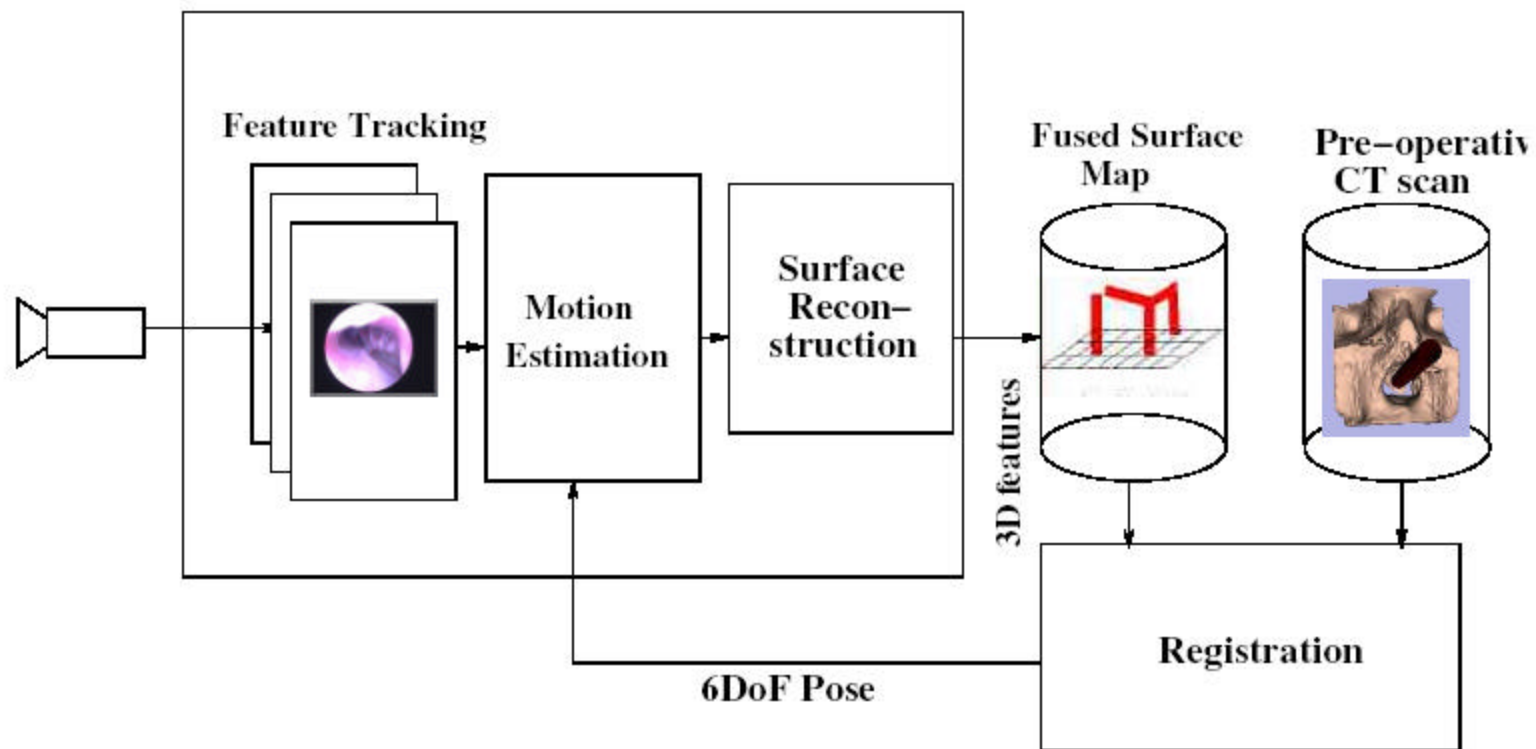 Feature Tracking
Motion
Estimation
Surface
Recon–
struction
Fused Surface
Map
Pre–operativ
CT scan
3D features
Registration
6DoF Pose